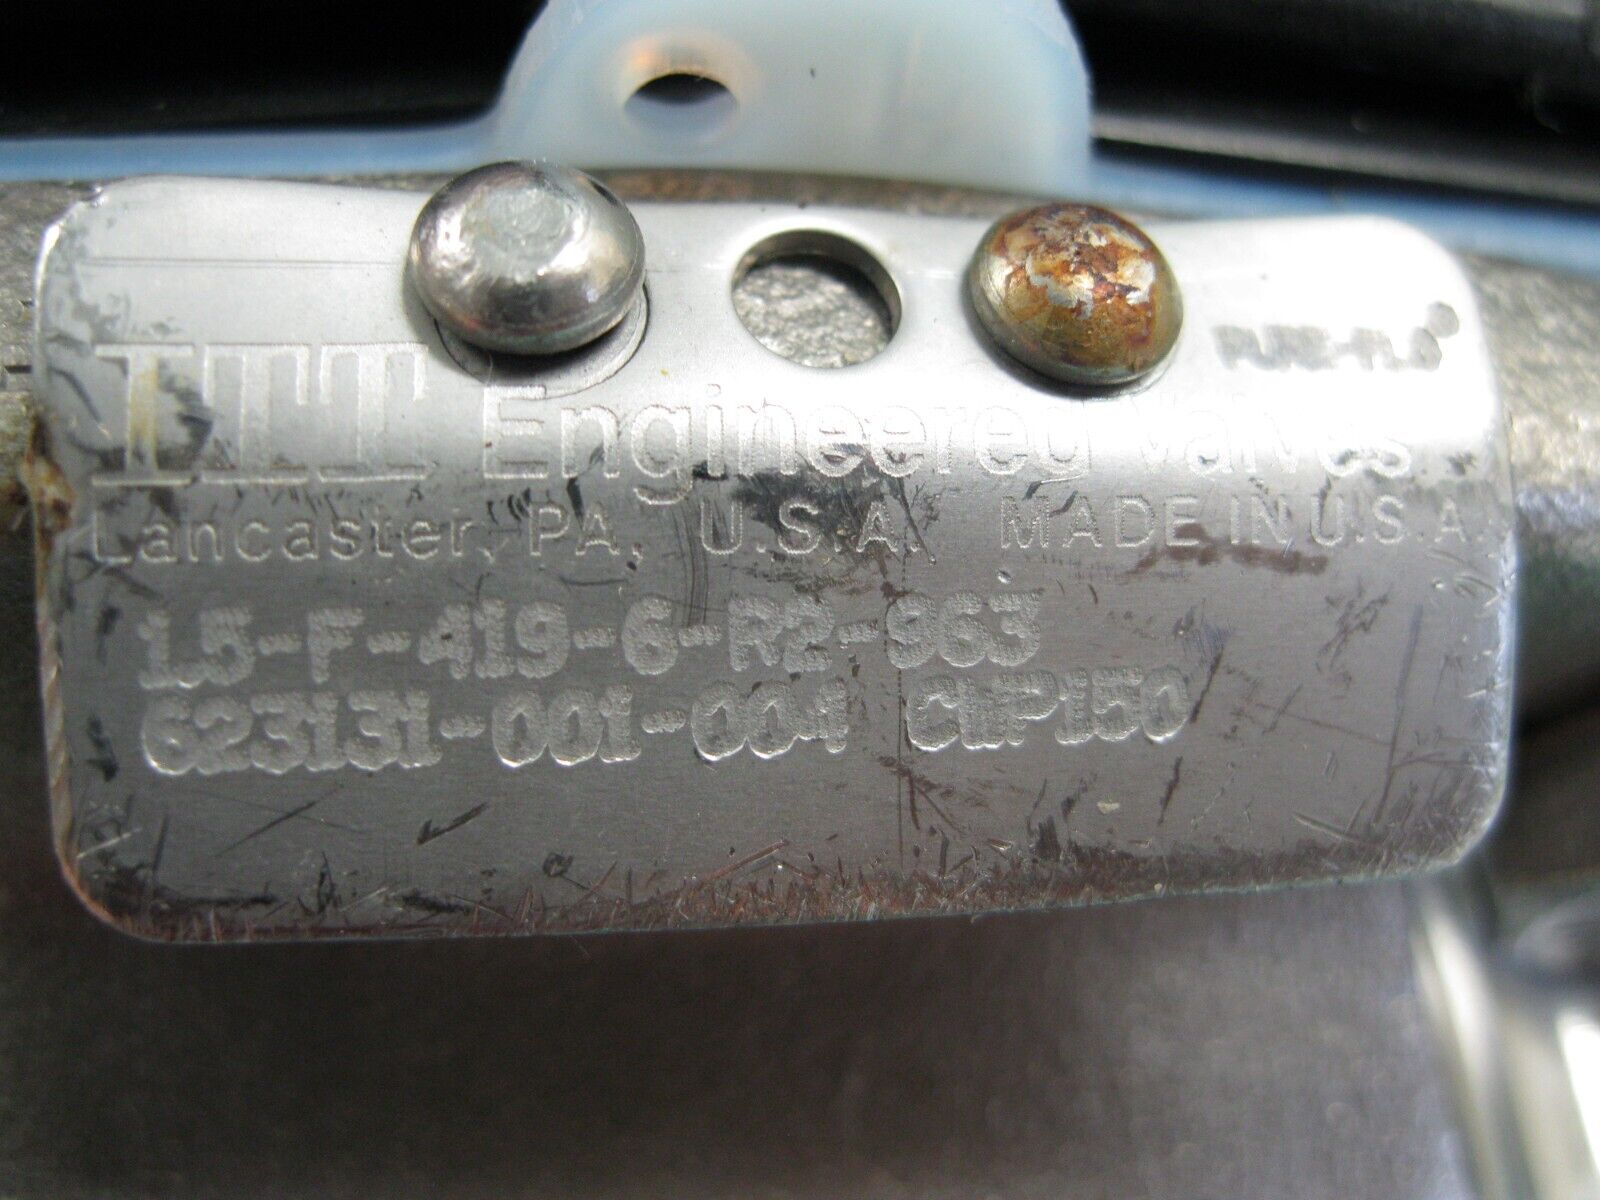 PURE-FLO®
ITT Engineered Valves
Lancaster, PA, U.S.A. MADE IN U.S.A.
1.5-F-419-6-R2-963
623131-001-004 CWP150